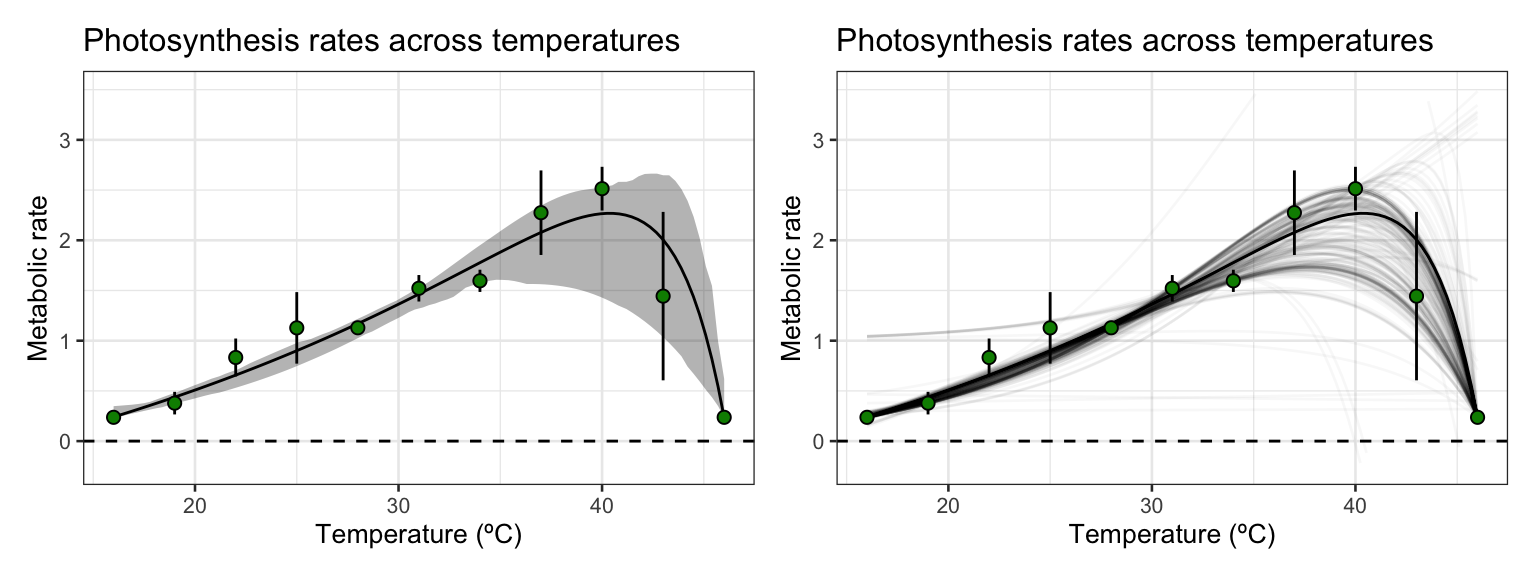 Photosynthesis rates across temperatures
Metabolic rate
3
2
1
0
20 30 40
Temperature (ºC)
Photosynthesis rates across temperatures
Metabolic rate
3
2
1
0
20 30 40
Temperature (ºC)